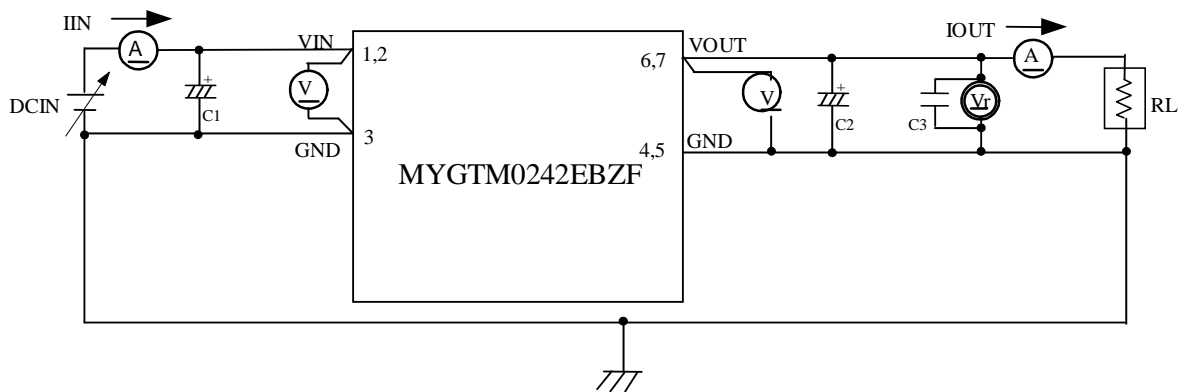 IIN
A
VIN
1,2
VOUT
6,7
IOUT
A
DCIN
+
C1
V
V
+
C2
C3
Vr
RL
3
GND
GND
4,5
MYGTM0242EBZF